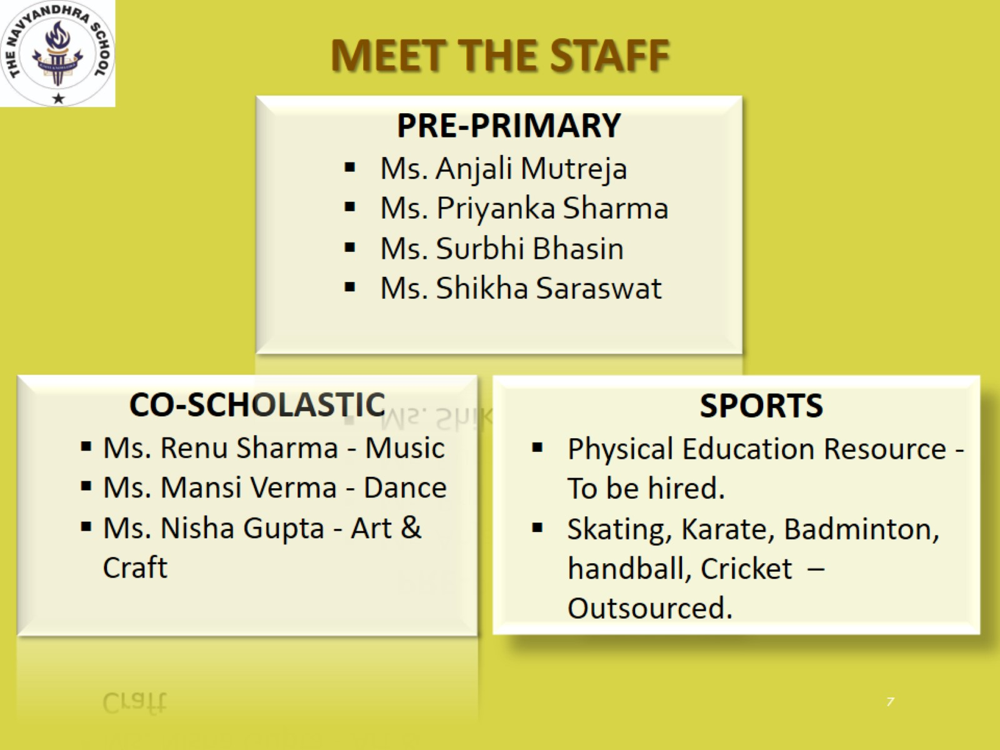 THE NAVYANDHRA SCHOOL
MEET THE STAFF
PRE-PRIMARY
▪ Ms. Anjali Mutreja
▪ Ms. Priyanka Sharma
▪ Ms. Surbhi Bhasin
▪ Ms. Shikha Saraswat
CO-SCHOLASTIC
▪ Ms. Renu Sharma - Music
▪ Ms. Mansi Verma - Dance
▪ Ms. Nisha Gupta - Art &
Craft
SPORTS
▪ Physical Education Resource -
To be hired.
▪ Skating, Karate, Badminton,
handball, Cricket –
Outsourced.
7